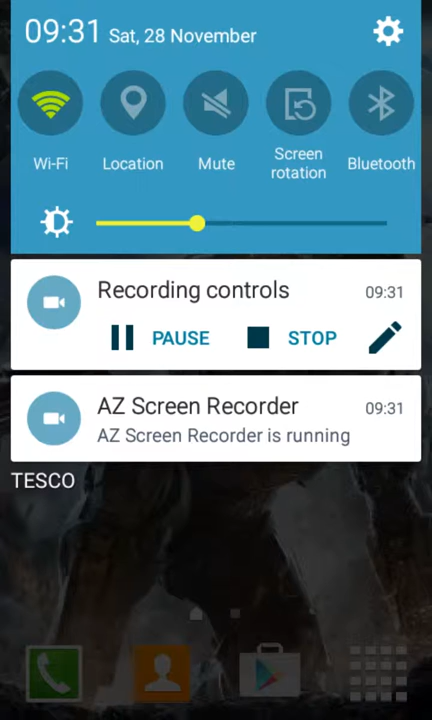 09:31 Sat, 28 November
Wi-Fi Location Mute Screen rotation Bluetooth
Recording controls 09:31
PAUSE STOP
AZ Screen Recorder 09:31
AZ Screen Recorder is running
TESCO